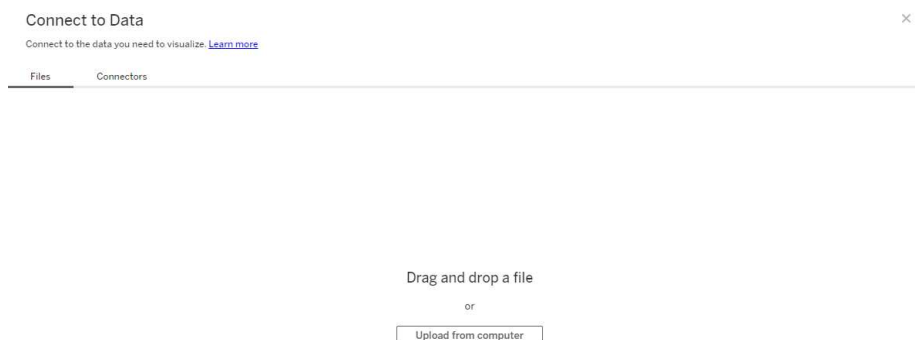 Connect to Data
Connect to the data you need to visualize. Learn more
Files Connectors
Drag and drop a file
or
Upload from computer